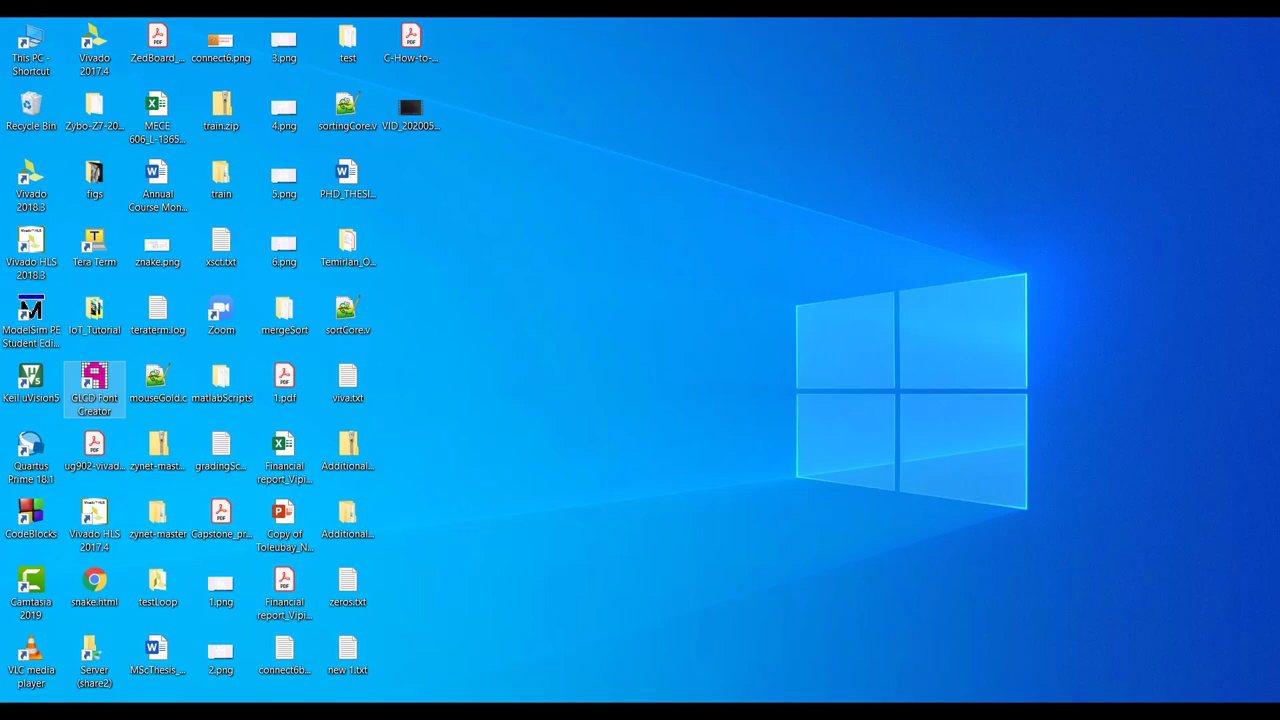 This PC -
Shortcut
Vivado
2017.4
ZedBoard_...
connect6.png
3.png
test
C-How-to-...
Recycle Bin
Zybo-Z7-20...
MECE
606_L-1365...
train.zip
4.png
sortingCore.v
VID_202005...
Vivado
2018.3
figs
Annual
Course Mon...
train
5.png
PHD_THESI...
Vivado HLS
2018.3
Tera Term
znake.png
xsct.txt
6.png
Temirlan_O...
ModelSim PE
Student Edi...
IoT_Tutorial
teraterm.log
Zoom
mergeSort
sortCore.v
Keil uVision5
GLCD Font
Creator
mouseGold.c
matlabScripts
1.pdf
viva.txt
Quartus
Prime 18.1
ug902-vivad...
zynet-mast...
gradingSc...
Financial
report_Vipi...
Additional...
CodeBlocks
Vivado HLS
2017.4
zynet-master
Capstone_pr...
Copy of
Toleubay_N...
Additional...
Camtasia
2019
snake.html
testLoop
1.png
Financial
report_Vipi...
zeros.txt
VLC media
player
Server
(share2)
MScThesis_...
2.png
connect6b...
new 1.txt